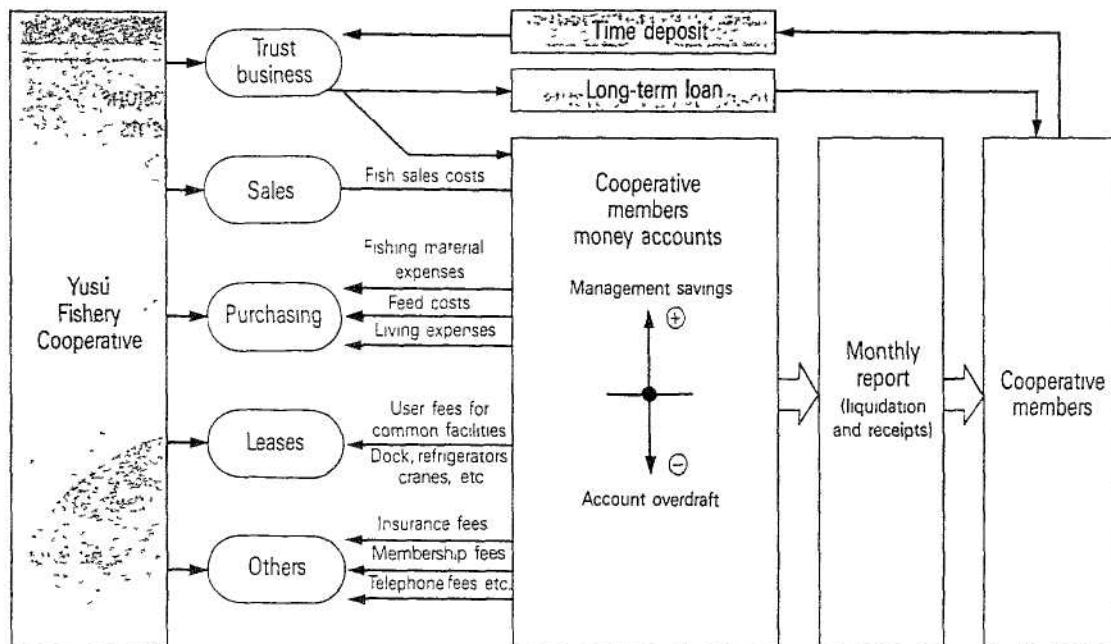 Trust
business
Time deposit
Long-term loan
Sales
Fish sales costs
Cooperative
members
money accounts
Fishing material
expenses
Yusu
Fishery
Cooperative
Purchasing
Feed costs
Living expenses
Management savings
+
Monthly
report
(liquidation
and receipts)
Cooperative
members
Leases
User fees for
common facilities
Dock, refrigerators
cranes, etc
−
Account overdraft
Others
Insurance fees
Membership fees
Telephone fees etc.